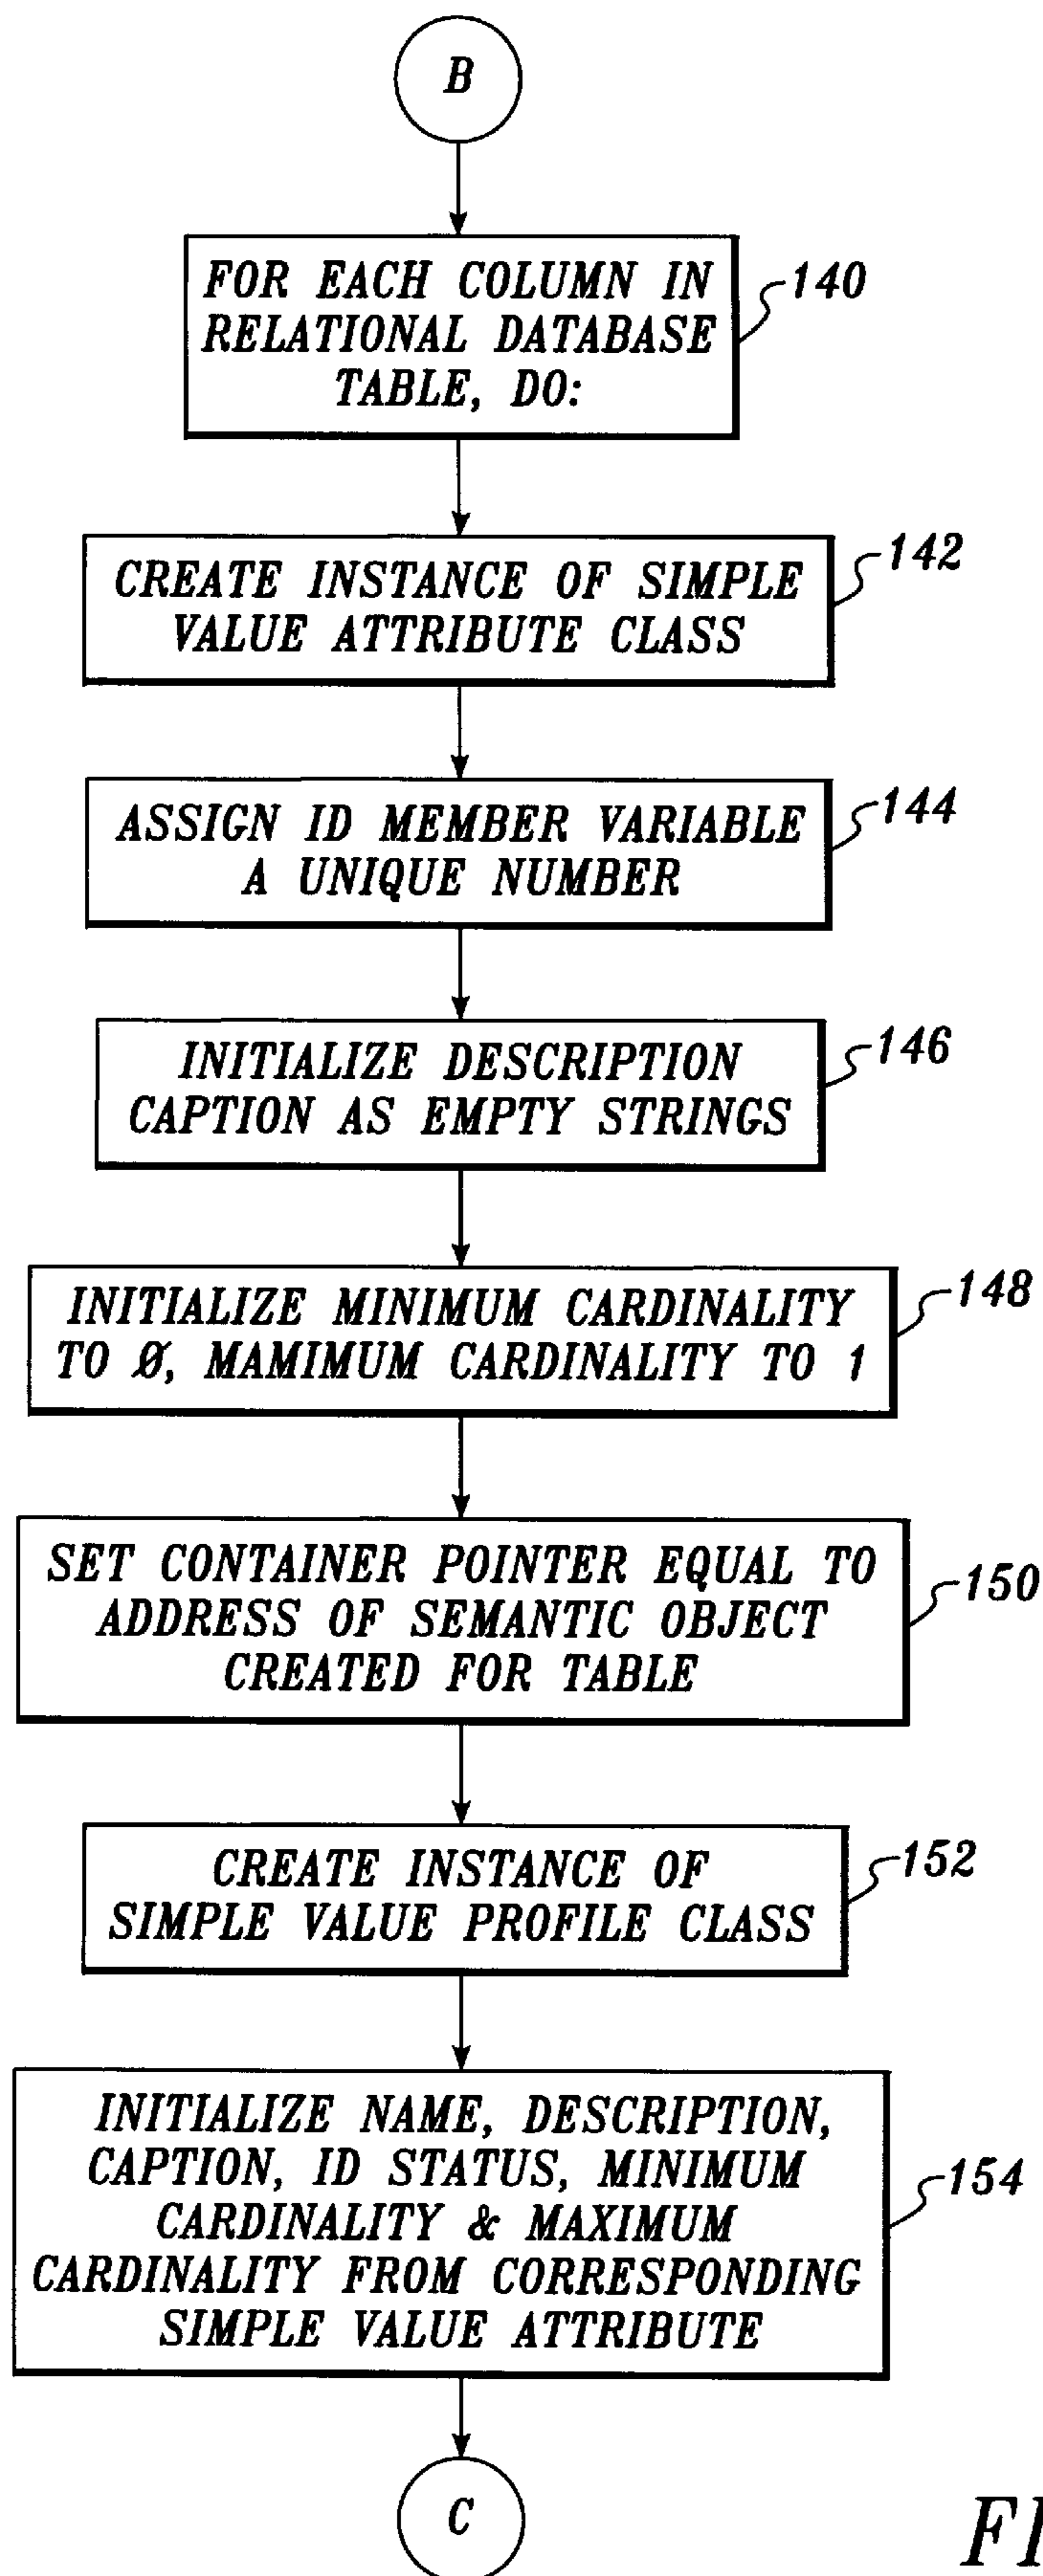 B
FOR EACH COLUMN IN
RELATIONAL DATABASE
TABLE, DO:
140
CREATE INSTANCE OF SIMPLE
VALUE ATTRIBUTE CLASS
142
ASSIGN ID MEMBER VARIABLE
A UNIQUE NUMBER
144
INITIALIZE DESCRIPTION
CAPTION AS EMPTY STRINGS
146
INITIALIZE MINIMUM CARDINALITY
TO Ø, MAMIMUM CARDINALITY TO 1
148
SET CONTAINER POINTER EQUAL TO
ADDRESS OF SEMANTIC OBJECT
CREATED FOR TABLE
150
CREATE INSTANCE OF
SIMPLE VALUE PROFILE CLASS
152
INITIALIZE NAME, DESCRIPTION,
CAPTION, ID STATUS, MINIMUM
CARDINALITY & MAXIMUM
CARDINALITY FROM CORRESPONDING
SIMPLE VALUE ATTRIBUTE
154
C